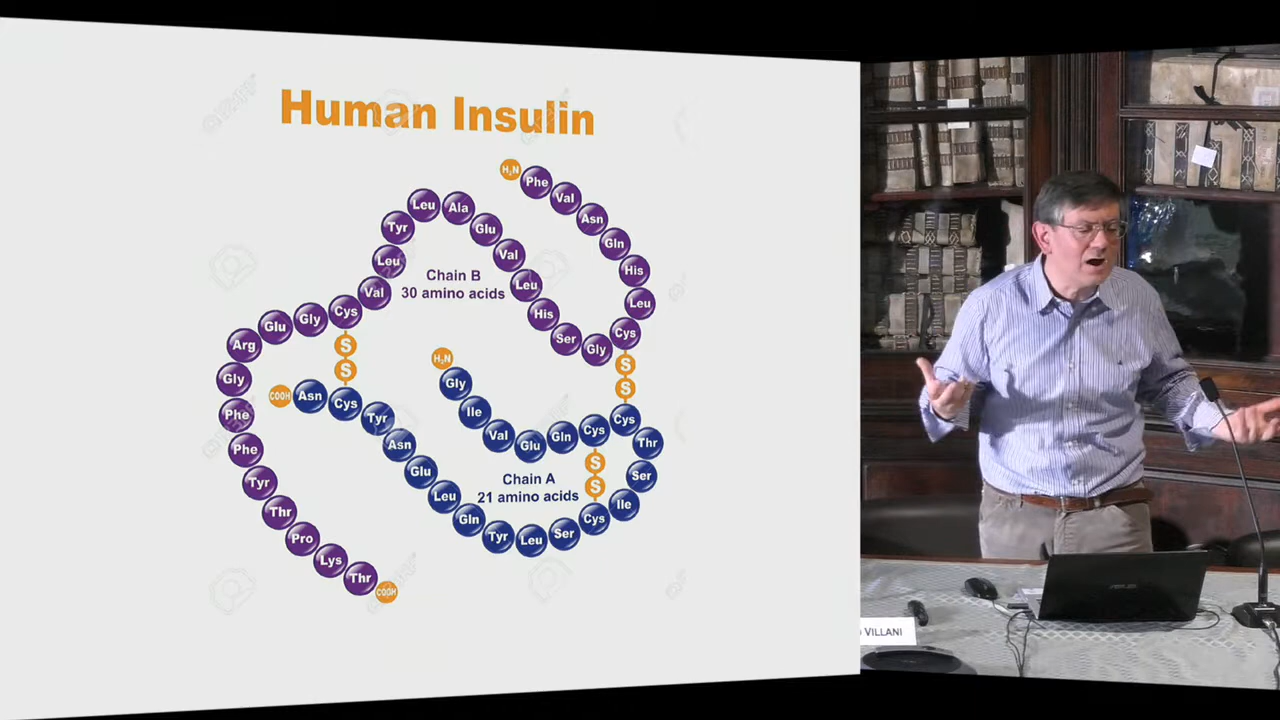 Human Insulin
H₂N
Phe
Val
Asn
Gln
His
Leu
Cys
Gly
Ser
His
Leu
Val
Glu
Ala
Leu
Tyr
Leu
Val
Cys
Gly
Glu
Arg
Gly
Phe
Phe
Tyr
Thr
Pro
Lys
Thr
COOH
Chain B
30 amino acids
S
S
S
S
H₂N
Gly
Ile
Val
Glu
Gln
Cys
Cys
Thr
Ser
Ile
Cys
Ser
Leu
Tyr
Gln
Leu
Glu
Asn
Tyr
Cys
Asn
COOH
S
S
Chain A
21 amino acids
VILLANI
ASUS